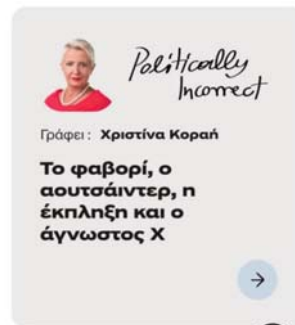 Politically
Incorrect
Γράφει : Χριστίνα Κοραή
Το φαβορί, ο
αουτσάιντερ, η
έκπληξη και ο
άγνωστος Χ